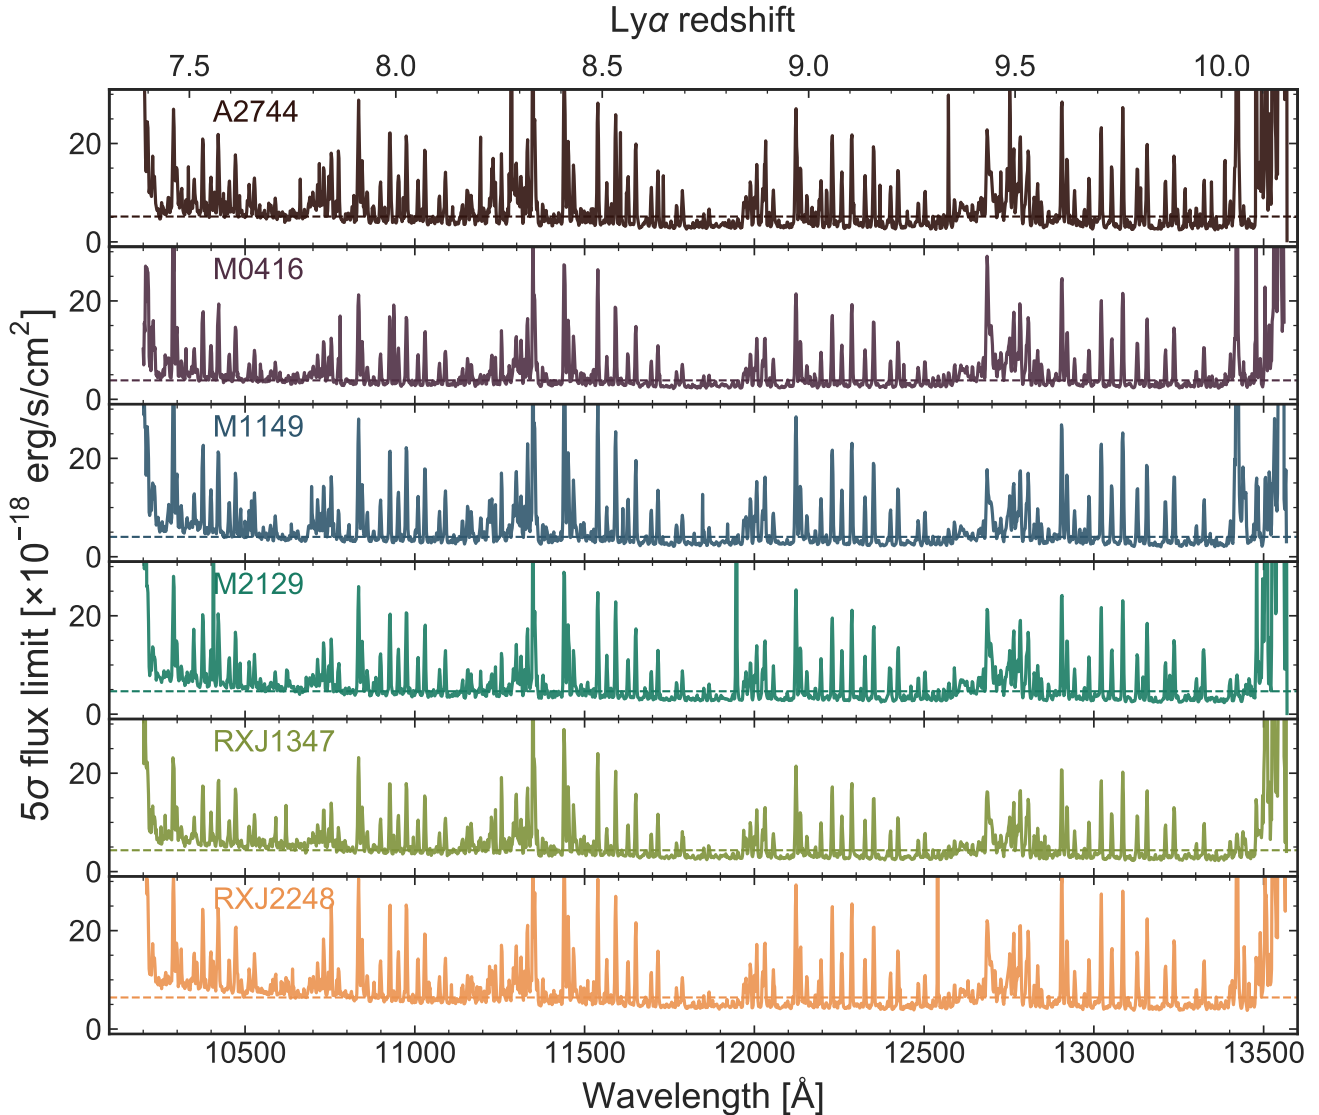 Lyα redshift
7.5 8.0 8.5 9.0 9.5 10.0
A2744
20
0
M0416
20
0
M1149
20
0
M2129
20
0
RXJ1347
20
0
RXJ2248
20
0
5σ flux limit [×10⁻¹⁸ erg/s/cm²]
10500 11000 11500 12000 12500 13000 13500
Wavelength [Å]